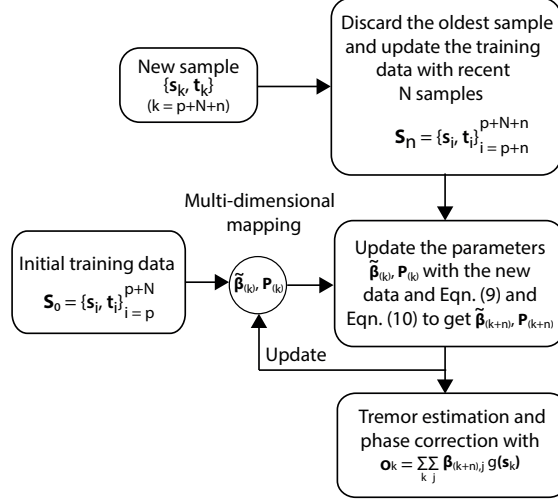 New sample
{s_k, t_k}
(k = p+N+n)
Discard the oldest sample
and update the training
data with recent
N samples
S_n = {s_i, t_i}_{i = p+n}^{p+N+n}
Multi-dimensional
mapping
Initial training data
S_0 = {s_i, t_i}_{i = p}^{p+N}
β̃_(k), P_(k)
Update the parameters
β̃_(k), P_(k) with the new
data and Eqn. (9) and
Eqn. (10) to get β̃_(k+n), P_(k+n)
Update
Tremor estimation and
phase correction with
o_k = ∑_k ∑_j β_(k+n),j g(s_k)